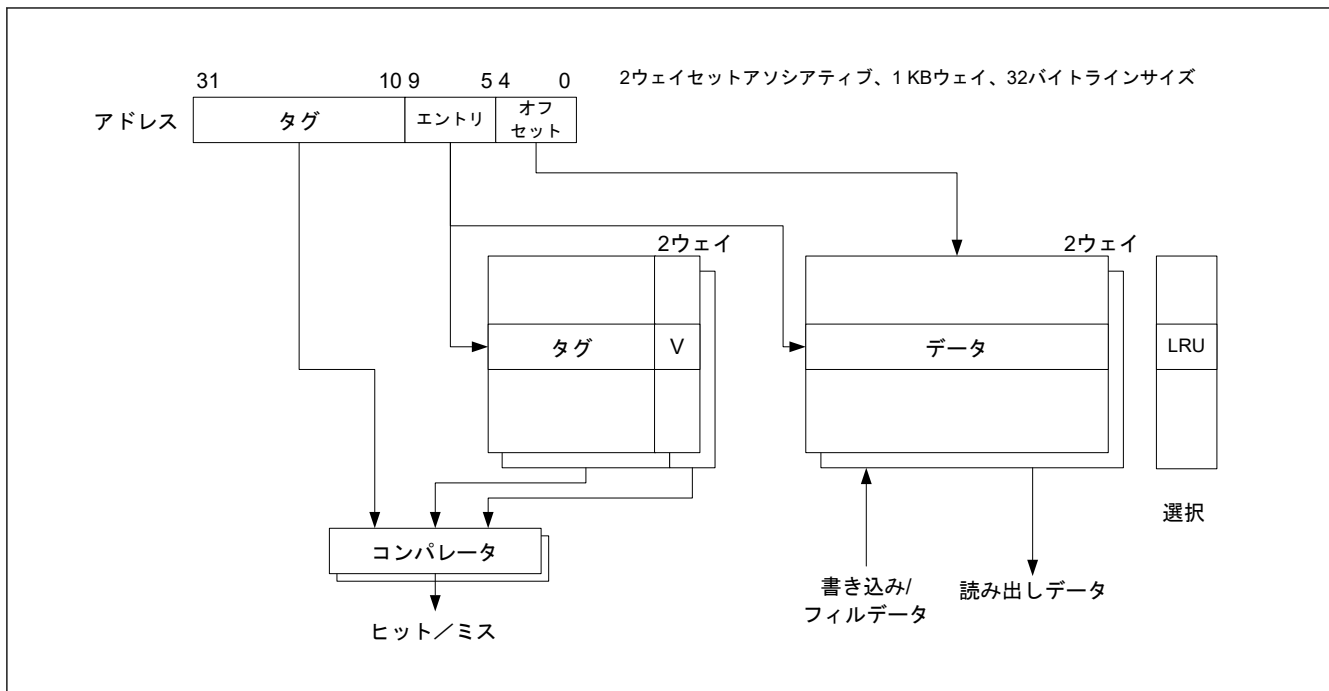 31 10 9 5 4 0
2ウェイセットアソシアティブ、1 KBウェイ、32バイトラインサイズ
アドレス
タグ
エントリ
オフ
セット
2ウェイ
2ウェイ
タグ
V
データ
LRU
選択
コンパレータ
ヒット／ミス
書き込み/
フィルデータ
読み出しデータ